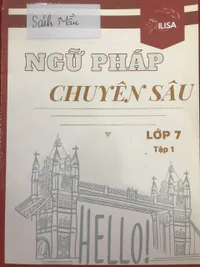 Sách Mẫu
ILISA
NGỮ PHÁP
CHUYÊN SÂU
LỚP 7
Tập 1
HELLO!